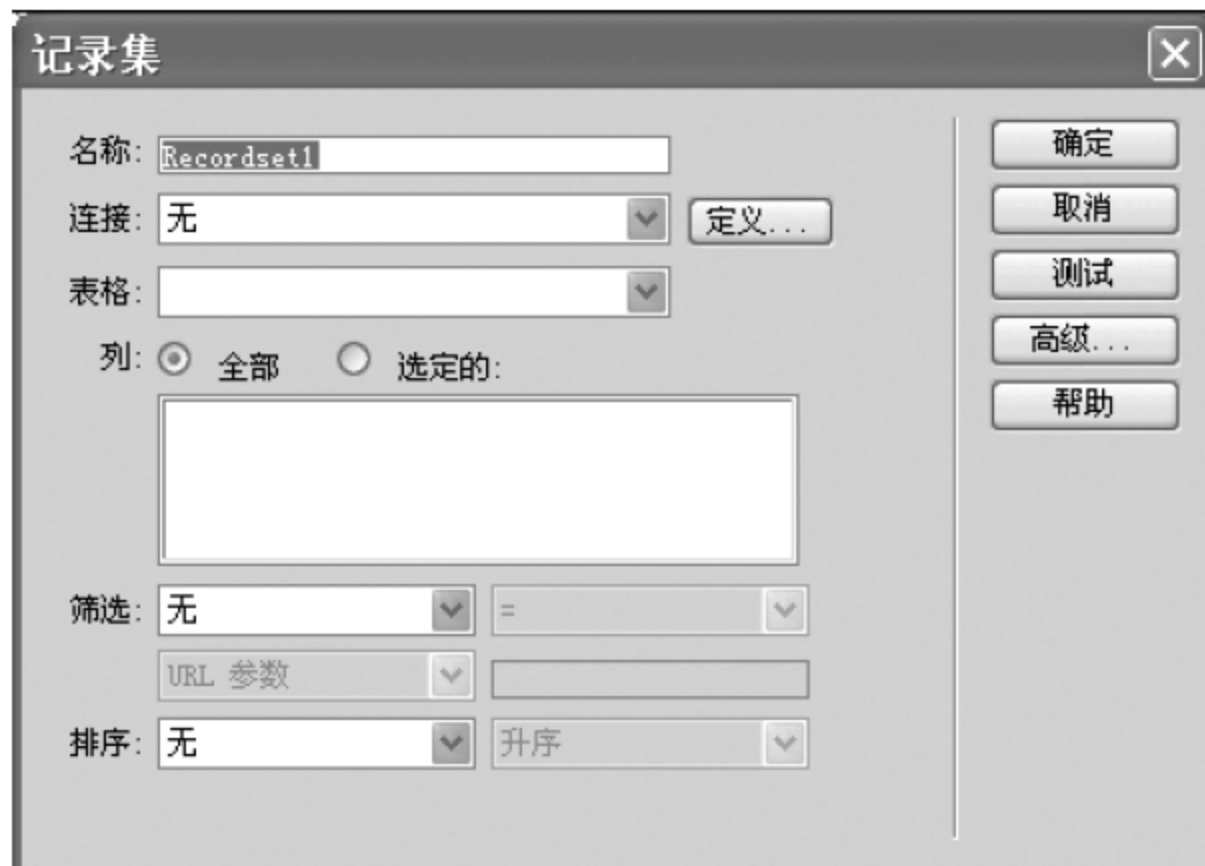 记录集
名称: Recordset1
连接: 无 定义...
表格:
列: 全部 选定的:
筛选: 无 =
URL 参数
排序: 无 升序
确定
取消
测试
高级...
帮助